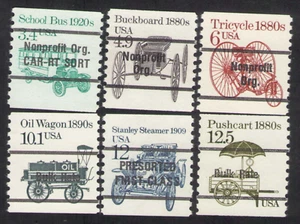 School Bus 1920s
3.4 USA
Nonprofit Org.
CAR-RT SORT
Buckboard 1880s
4.9 USA
Nonprofit
Org.
Tricycle 1880s
6 USA
Nonprofit
Org.
Oil Wagon 1890s
10.1 USA
OIL
Bulk Rate
Stanley Steamer 1909
12 USA
PRESORTED
FIRST-CLASS
Pushcart 1880s
12.5
Bulk Rate
USA